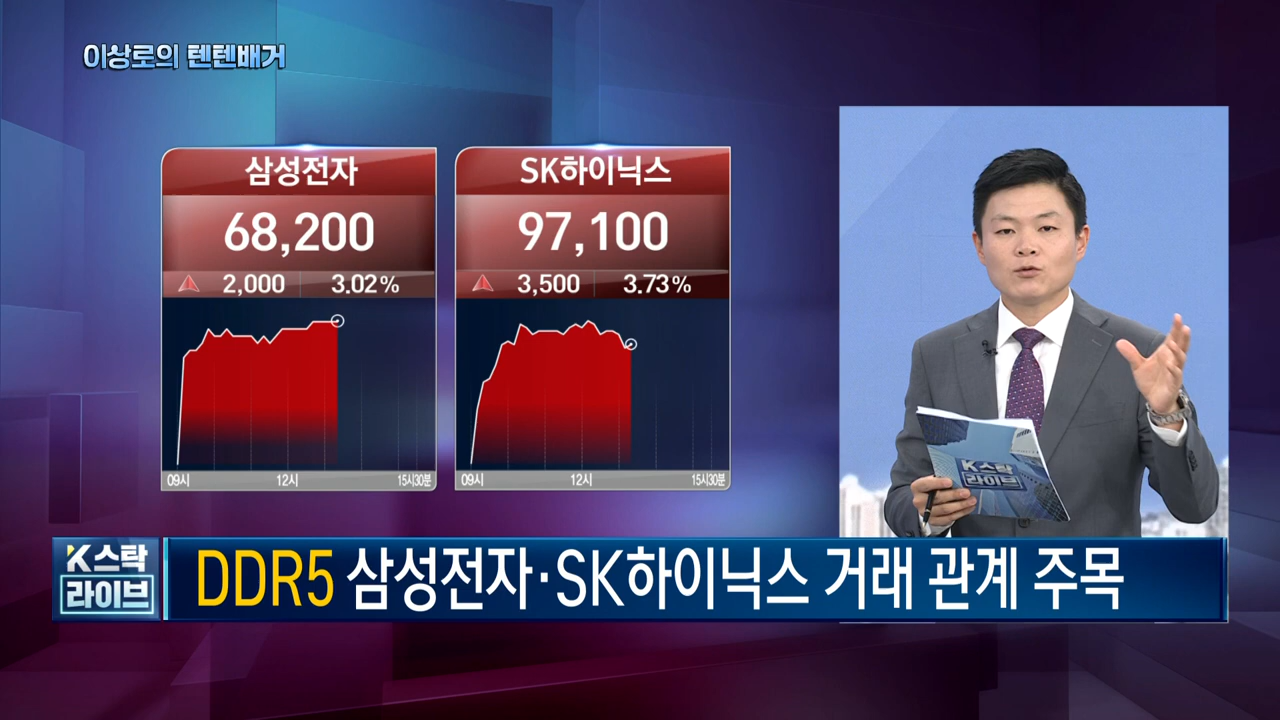 이상로의 텐텐배거
삼성전자
68,200
▲ 2,000 3.02%
09시 12시 15시30분
SK하이닉스
97,100
▲ 3,500 3.73%
09시 12시 15시30분
K스탁
라이브
K스탁
라이브
DDR5 삼성전자·SK하이닉스 거래 관계 주목